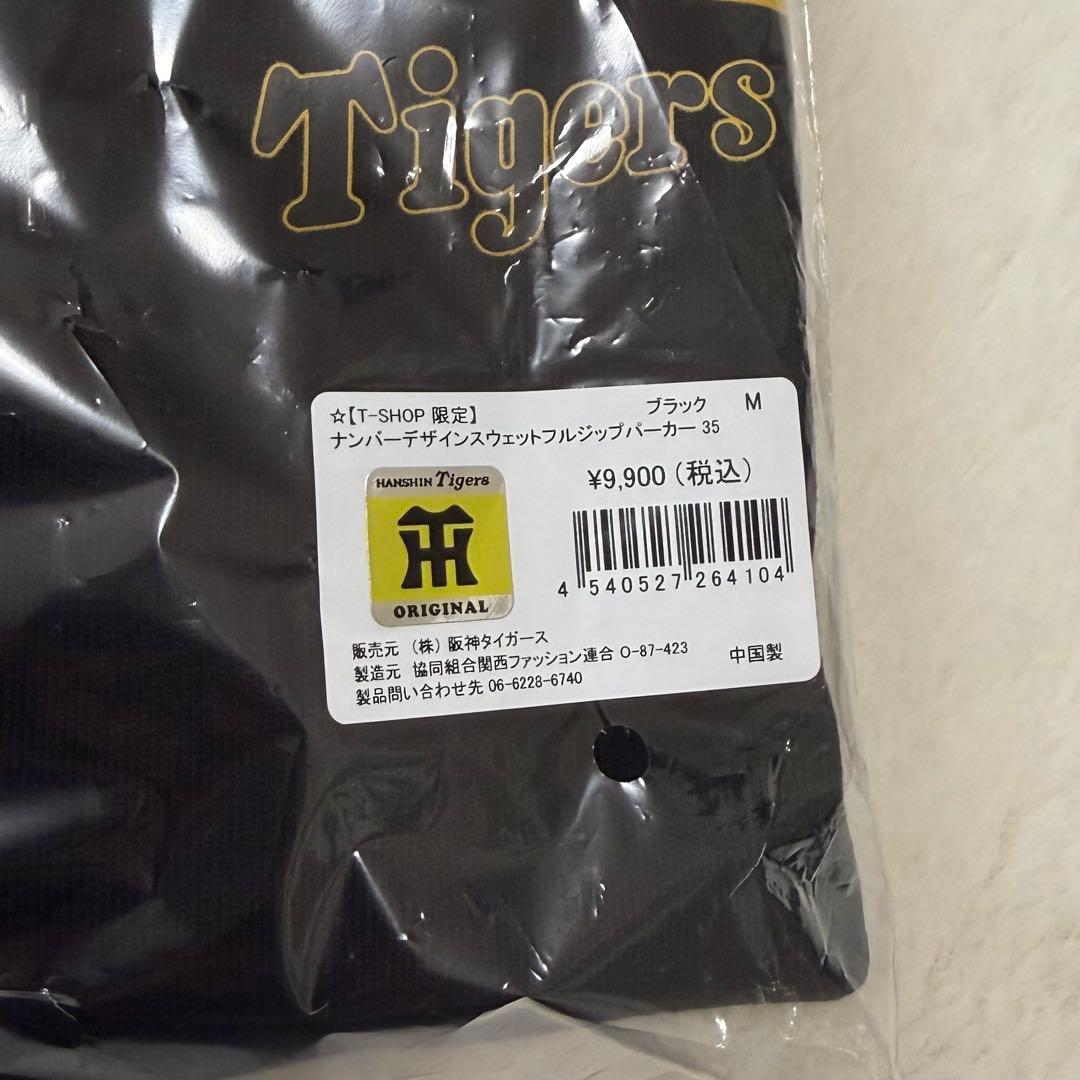 Tigers
☆【T-SHOP 限定】 ブラック M
ナンバーデザインスウェットフルジップパーカー 35
¥9,900（税込）
HANSHIN Tigers
TH
ORIGINAL
4 540527 264104
販売元 （株）阪神タイガース
製造元 協同組合関西ファッション連合 O-87-423
製品問い合わせ先 06-6228-6740
中国製